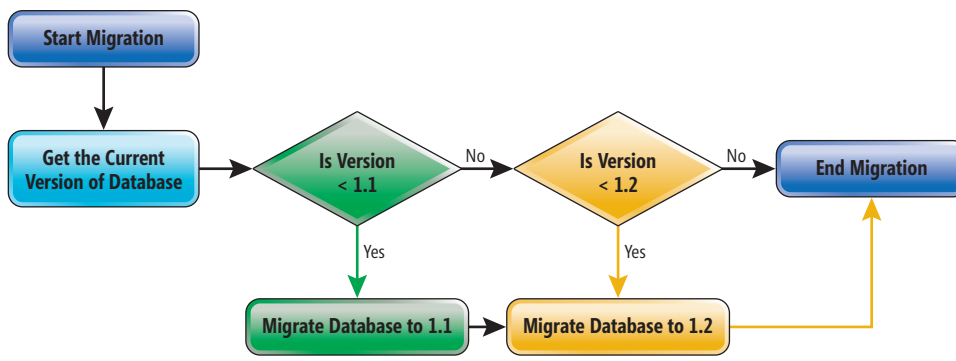 Start Migration
Get the Current
Version of Database
Is Version
< 1.1
No
Is Version
< 1.2
No
End Migration
Yes
Yes
Migrate Database to 1.1
Migrate Database to 1.2